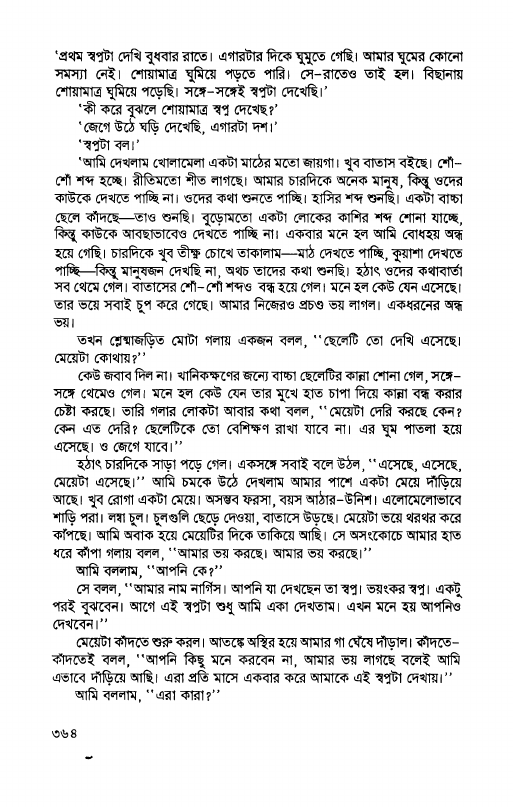 ‘প্রথম স্বপ্নটা দেখি বুধবার রাতে। এগারটার দিকে ঘুমুতে গেছি। আমার ঘুমের কোনো
সমস্যা নেই। শোয়ামাত্র ঘুমিয়ে পড়তে পারি। সে-রাতেও তাই হল। বিছানায়
শোয়ামাত্র ঘুমিয়ে পড়েছি। সঙ্গে-সঙ্গেই স্বপ্নটা দেখেছি।’
‘কী করে বুঝলে শোয়ামাত্র স্বপ্ন দেখেছ?’
‘জেগে উঠে ঘড়ি দেখেছি, এগারটা দশ।’
‘স্বপ্নটা বল।’
‘আমি দেখলাম খোলামেলা একটা মাঠের মতো জায়গা। খুব বাতাস বইছে। শোঁ-
শোঁ শব্দ হচ্ছে। রীতিমতো শীত লাগছে। আমার চারদিকে অনেক মানুষ, কিন্তু ওদের
কাউকে দেখতে পাচ্ছি না। ওদের কথা শুনতে পাচ্ছি। হাসির শব্দ শুনছি। একটা বাচ্চা
ছেলে কাঁদছে—তাও শুনছি। বুড়োমতো একটা লোকের কাশির শব্দ শোনা যাচ্ছে,
কিন্তু কাউকে আবছাভাবেও দেখতে পাচ্ছি না। একবার মনে হল আমি বোধহয় অন্ধ
হয়ে গেছি। চারদিকে খুব তীক্ষ্ণ চোখে তাকালাম—মাঠ দেখতে পাচ্ছি, কুয়াশা দেখতে
পাচ্ছি—কিন্তু মানুষজন দেখছি না, অথচ তাদের কথা শুনছি। হঠাৎ ওদের কথাবার্তা
সব থেমে গেল। বাতাসের শোঁ-শোঁ শব্দও বন্ধ হয়ে গেল। মনে হল কেউ যেন এসেছে।
তার ভয়ে সবাই চুপ করে গেছে। আমার নিজেরও প্রচণ্ড ভয় লাগল। একধরনের অন্ধ
ভয়।
তখন শ্লেষ্মাজড়িত মোটা গলায় একজন বলল, ‘‘ছেলেটি তো দেখি এসেছে।
মেয়েটা কোথায়?’’
কেউ জবাব দিল না। খানিকক্ষণের জন্যে বাচ্চা ছেলেটির কান্না শোনা গেল, সঙ্গে-
সঙ্গে থেমেও গেল। মনে হল কেউ যেন তার মুখে হাত চাপা দিয়ে কান্না বন্ধ করার
চেষ্টা করছে। ভারি গলার লোকটা আবার কথা বলল, ‘‘মেয়েটা দেরি করছে কেন?
কেন এত দেরি? ছেলেটিকে তো বেশিক্ষণ রাখা যাবে না। এর ঘুম পাতলা হয়ে
এসেছে। ও জেগে যাবে।’’
হঠাৎ চারদিকে সাড়া পড়ে গেল। একসঙ্গে সবাই বলে উঠল, ‘‘এসেছে, এসেছে,
মেয়েটা এসেছে।’’ আমি চমকে উঠে দেখলাম আমার পাশে একটা মেয়ে দাঁড়িয়ে
আছে। খুব রোগা একটা মেয়ে। অসম্ভব ফরসা, বয়স আঠার-উনিশ। এলোমেলোভাবে
শাড়ি পরা। লম্বা চুল। চুলগুলি ছেড়ে দেওয়া, বাতাসে উড়ছে। মেয়েটা ভয়ে থরথর করে
কাঁপছে। আমি অবাক হয়ে মেয়েটির দিকে তাকিয়ে আছি। সে অসংকোচে আমার হাত
ধরে কাঁপা গলায় বলল, ‘‘আমার ভয় করছে। আমার ভয় করছে।’’
আমি বললাম, ‘‘আপনি কে?’’
সে বলল, ‘‘আমার নাম নার্গিস। আপনি যা দেখছেন তা স্বপ্ন। ভয়ংকর স্বপ্ন। একটু
পরই বুঝবেন। আগে এই স্বপ্নটা শুধু আমি একা দেখতাম। এখন মনে হয় আপনিও
দেখবেন।’’
মেয়েটা কাঁদতে শুরু করল। আতঙ্কে অস্থির হয়ে আমার গা ঘেঁষে দাঁড়াল। কাঁদতে-
কাঁদতেই বলল, ‘‘আপনি কিছু মনে করবেন না, আমার ভয় লাগছে বলেই আমি
এভাবে দাঁড়িয়ে আছি। এরা প্রতি মাসে একবার করে আমাকে এই স্বপ্নটা দেখায়।’’
আমি বললাম, ‘‘এরা কারা?’’
৩৬৪